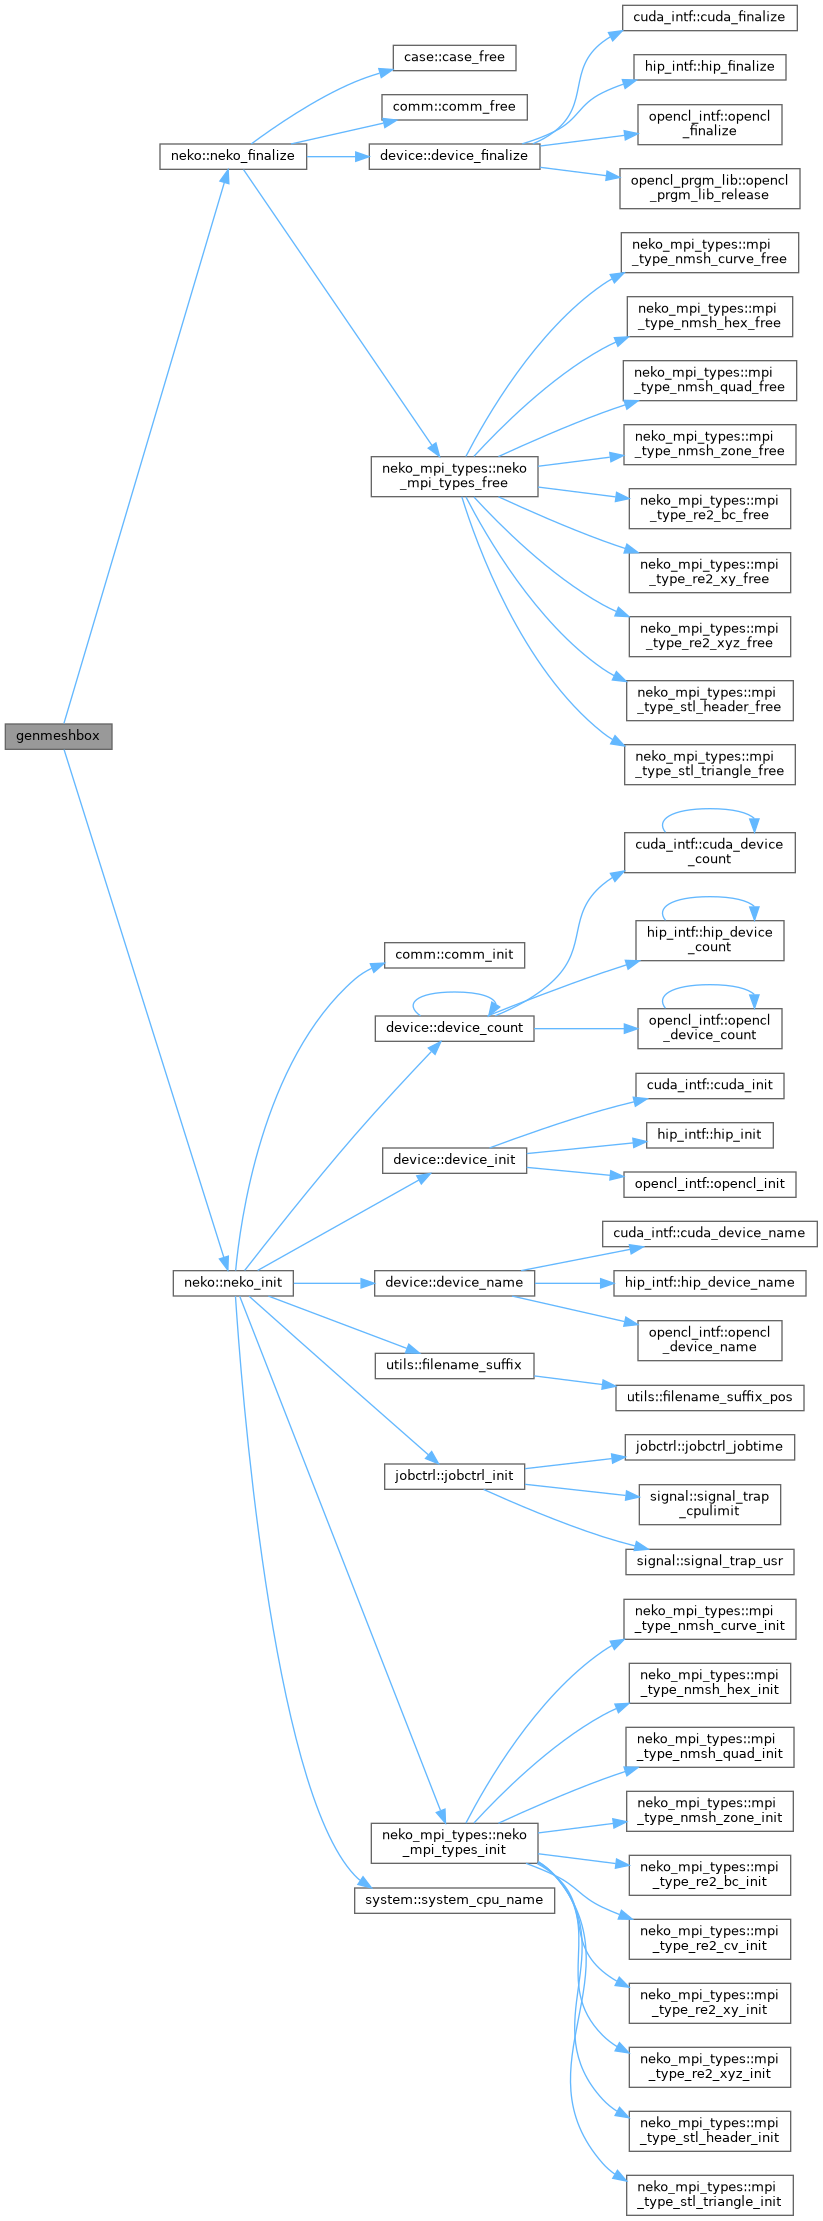 cuda_intf::cuda_finalize
case::case_free
hip_intf::hip_finalize
comm::comm_free
opencl_intf::opencl
_finalize
neko::neko_finalize
device::device_finalize
opencl_prgm_lib::opencl
_prgm_lib_release
neko_mpi_types::mpi
_type_nmsh_curve_free
neko_mpi_types::mpi
_type_nmsh_hex_free
neko_mpi_types::mpi
_type_nmsh_quad_free
neko_mpi_types::mpi
_type_nmsh_zone_free
neko_mpi_types::neko
_mpi_types_free
neko_mpi_types::mpi
_type_re2_bc_free
neko_mpi_types::mpi
_type_re2_xy_free
neko_mpi_types::mpi
_type_re2_xyz_free
neko_mpi_types::mpi
_type_stl_header_free
genmeshbox
neko_mpi_types::mpi
_type_stl_triangle_free
cuda_intf::cuda_device
_count
hip_intf::hip_device
_count
comm::comm_init
device::device_count
opencl_intf::opencl
_device_count
cuda_intf::cuda_init
hip_intf::hip_init
device::device_init
opencl_intf::opencl_init
cuda_intf::cuda_device_name
neko::neko_init
device::device_name
hip_intf::hip_device_name
opencl_intf::opencl
_device_name
utils::filename_suffix
utils::filename_suffix_pos
jobctrl::jobctrl_jobtime
jobctrl::jobctrl_init
signal::signal_trap
_cpulimit
signal::signal_trap_usr
neko_mpi_types::mpi
_type_nmsh_curve_init
neko_mpi_types::mpi
_type_nmsh_hex_init
neko_mpi_types::mpi
_type_nmsh_quad_init
neko_mpi_types::mpi
_type_nmsh_zone_init
neko_mpi_types::neko
_mpi_types_init
neko_mpi_types::mpi
_type_re2_bc_init
system::system_cpu_name
neko_mpi_types::mpi
_type_re2_cv_init
neko_mpi_types::mpi
_type_re2_xy_init
neko_mpi_types::mpi
_type_re2_xyz_init
neko_mpi_types::mpi
_type_stl_header_init
neko_mpi_types::mpi
_type_stl_triangle_init